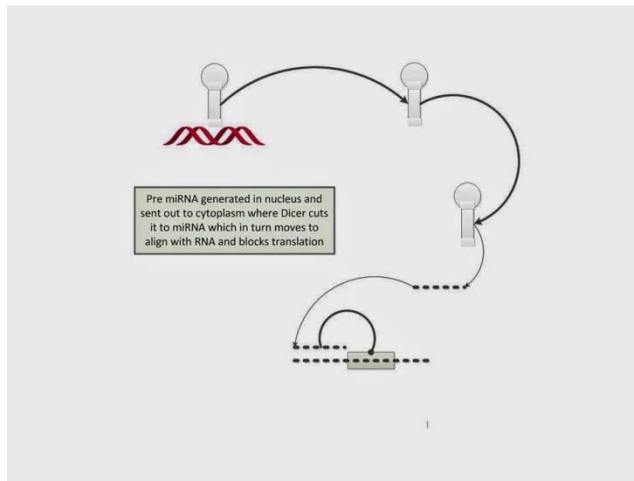 Pre miRNA generated in nucleus and
sent out to cytoplasm where Dicer cuts
it to miRNA which in turn moves to
align with RNA and blocks translation